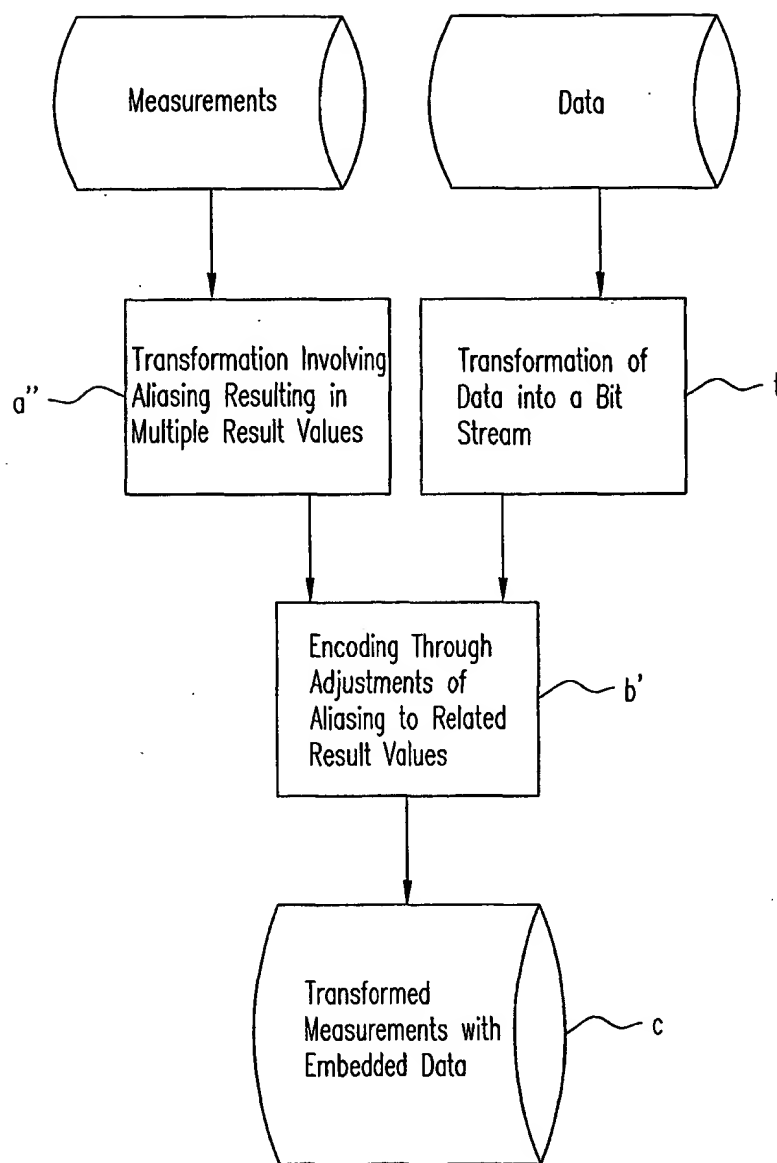 Measurements
Data
Transformation Involving
Aliasing Resulting in
Multiple Result Values
a"
Transformation of
Data into a Bit
Stream
Encoding Through
Adjustments of
Aliasing to Related
Result Values
b'
Transformed
Measurements with
Embedded Data
c